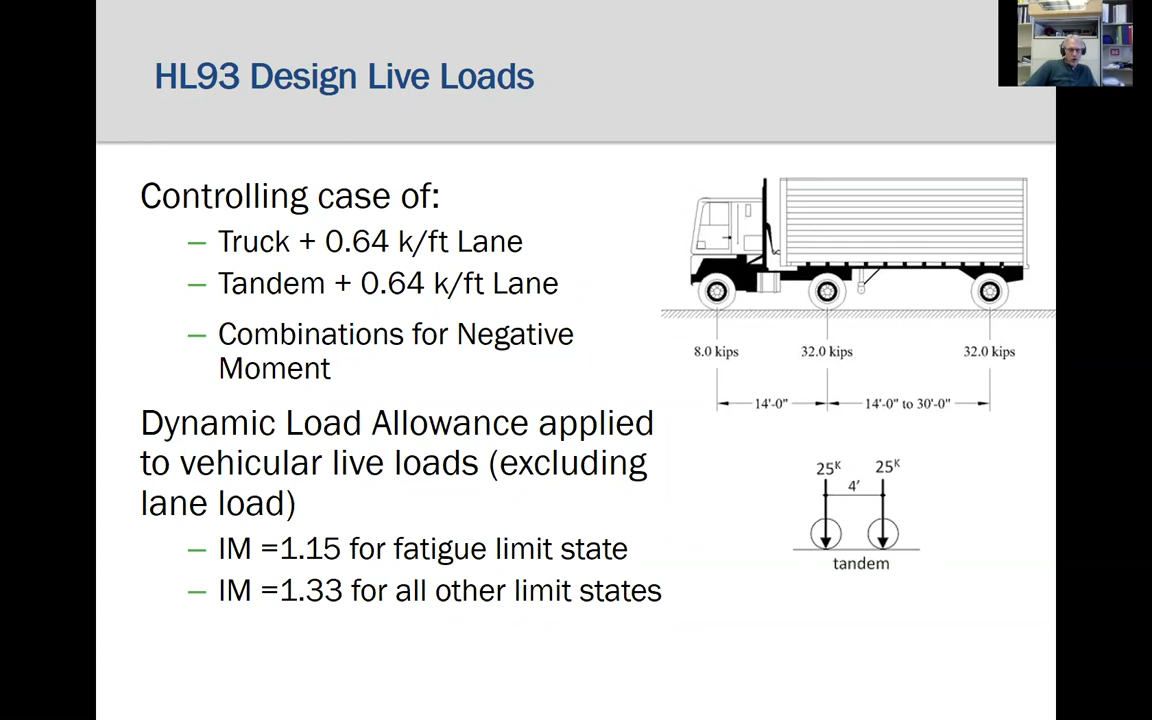 HL93 Design Live Loads
Controlling case of:
– Truck + 0.64 k/ft Lane
– Tandem + 0.64 k/ft Lane
– Combinations for Negative
Moment
Dynamic Load Allowance applied
to vehicular live loads (excluding
lane load)
– IM =1.15 for fatigue limit state
– IM =1.33 for all other limit states
8.0 kips 32.0 kips 32.0 kips
14'-0" 14'-0" to 30'-0"
25K 25K
4'
tandem